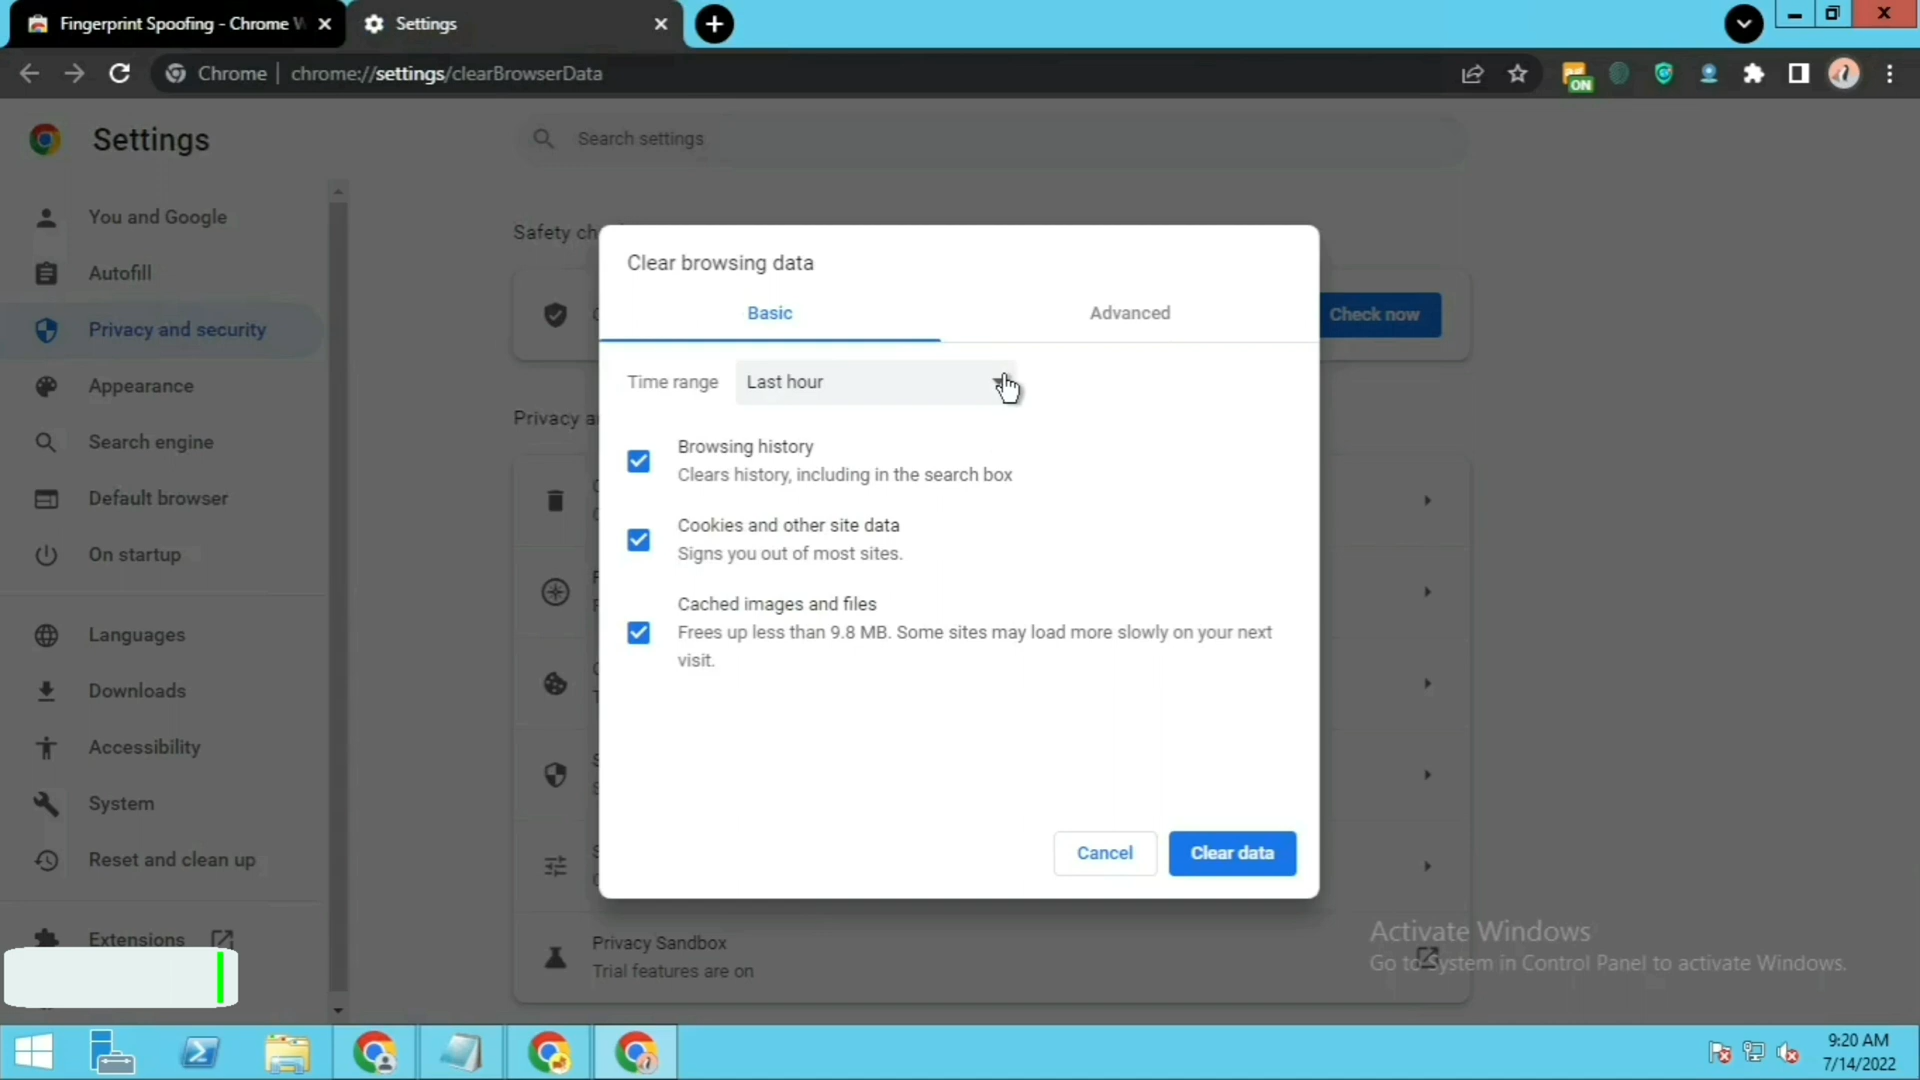 Fingerprint Spoofing - Chrome W
Settings
Chrome
chrome://settings/clearBrowserData
ON
Settings
Search settings
You and Google
Autofill
Privacy and security
Appearance
Search engine
Default browser
On startup
Languages
Downloads
Accessibility
System
Reset and clean up
Extensions
Safety ch
Check now
Privacy a
Clear browsing data
Basic
Advanced
Time range
Last hour
Browsing history
Clears history, including in the search box
Cookies and other site data
Signs you out of most sites.
Cached images and files
Frees up less than 9.8 MB. Some sites may load more slowly on your next
visit.
Cancel
Clear data
Privacy Sandbox
Trial features are on
Activate Windows
Go to System in Control Panel to activate Windows.
9:20 AM
7/14/2022